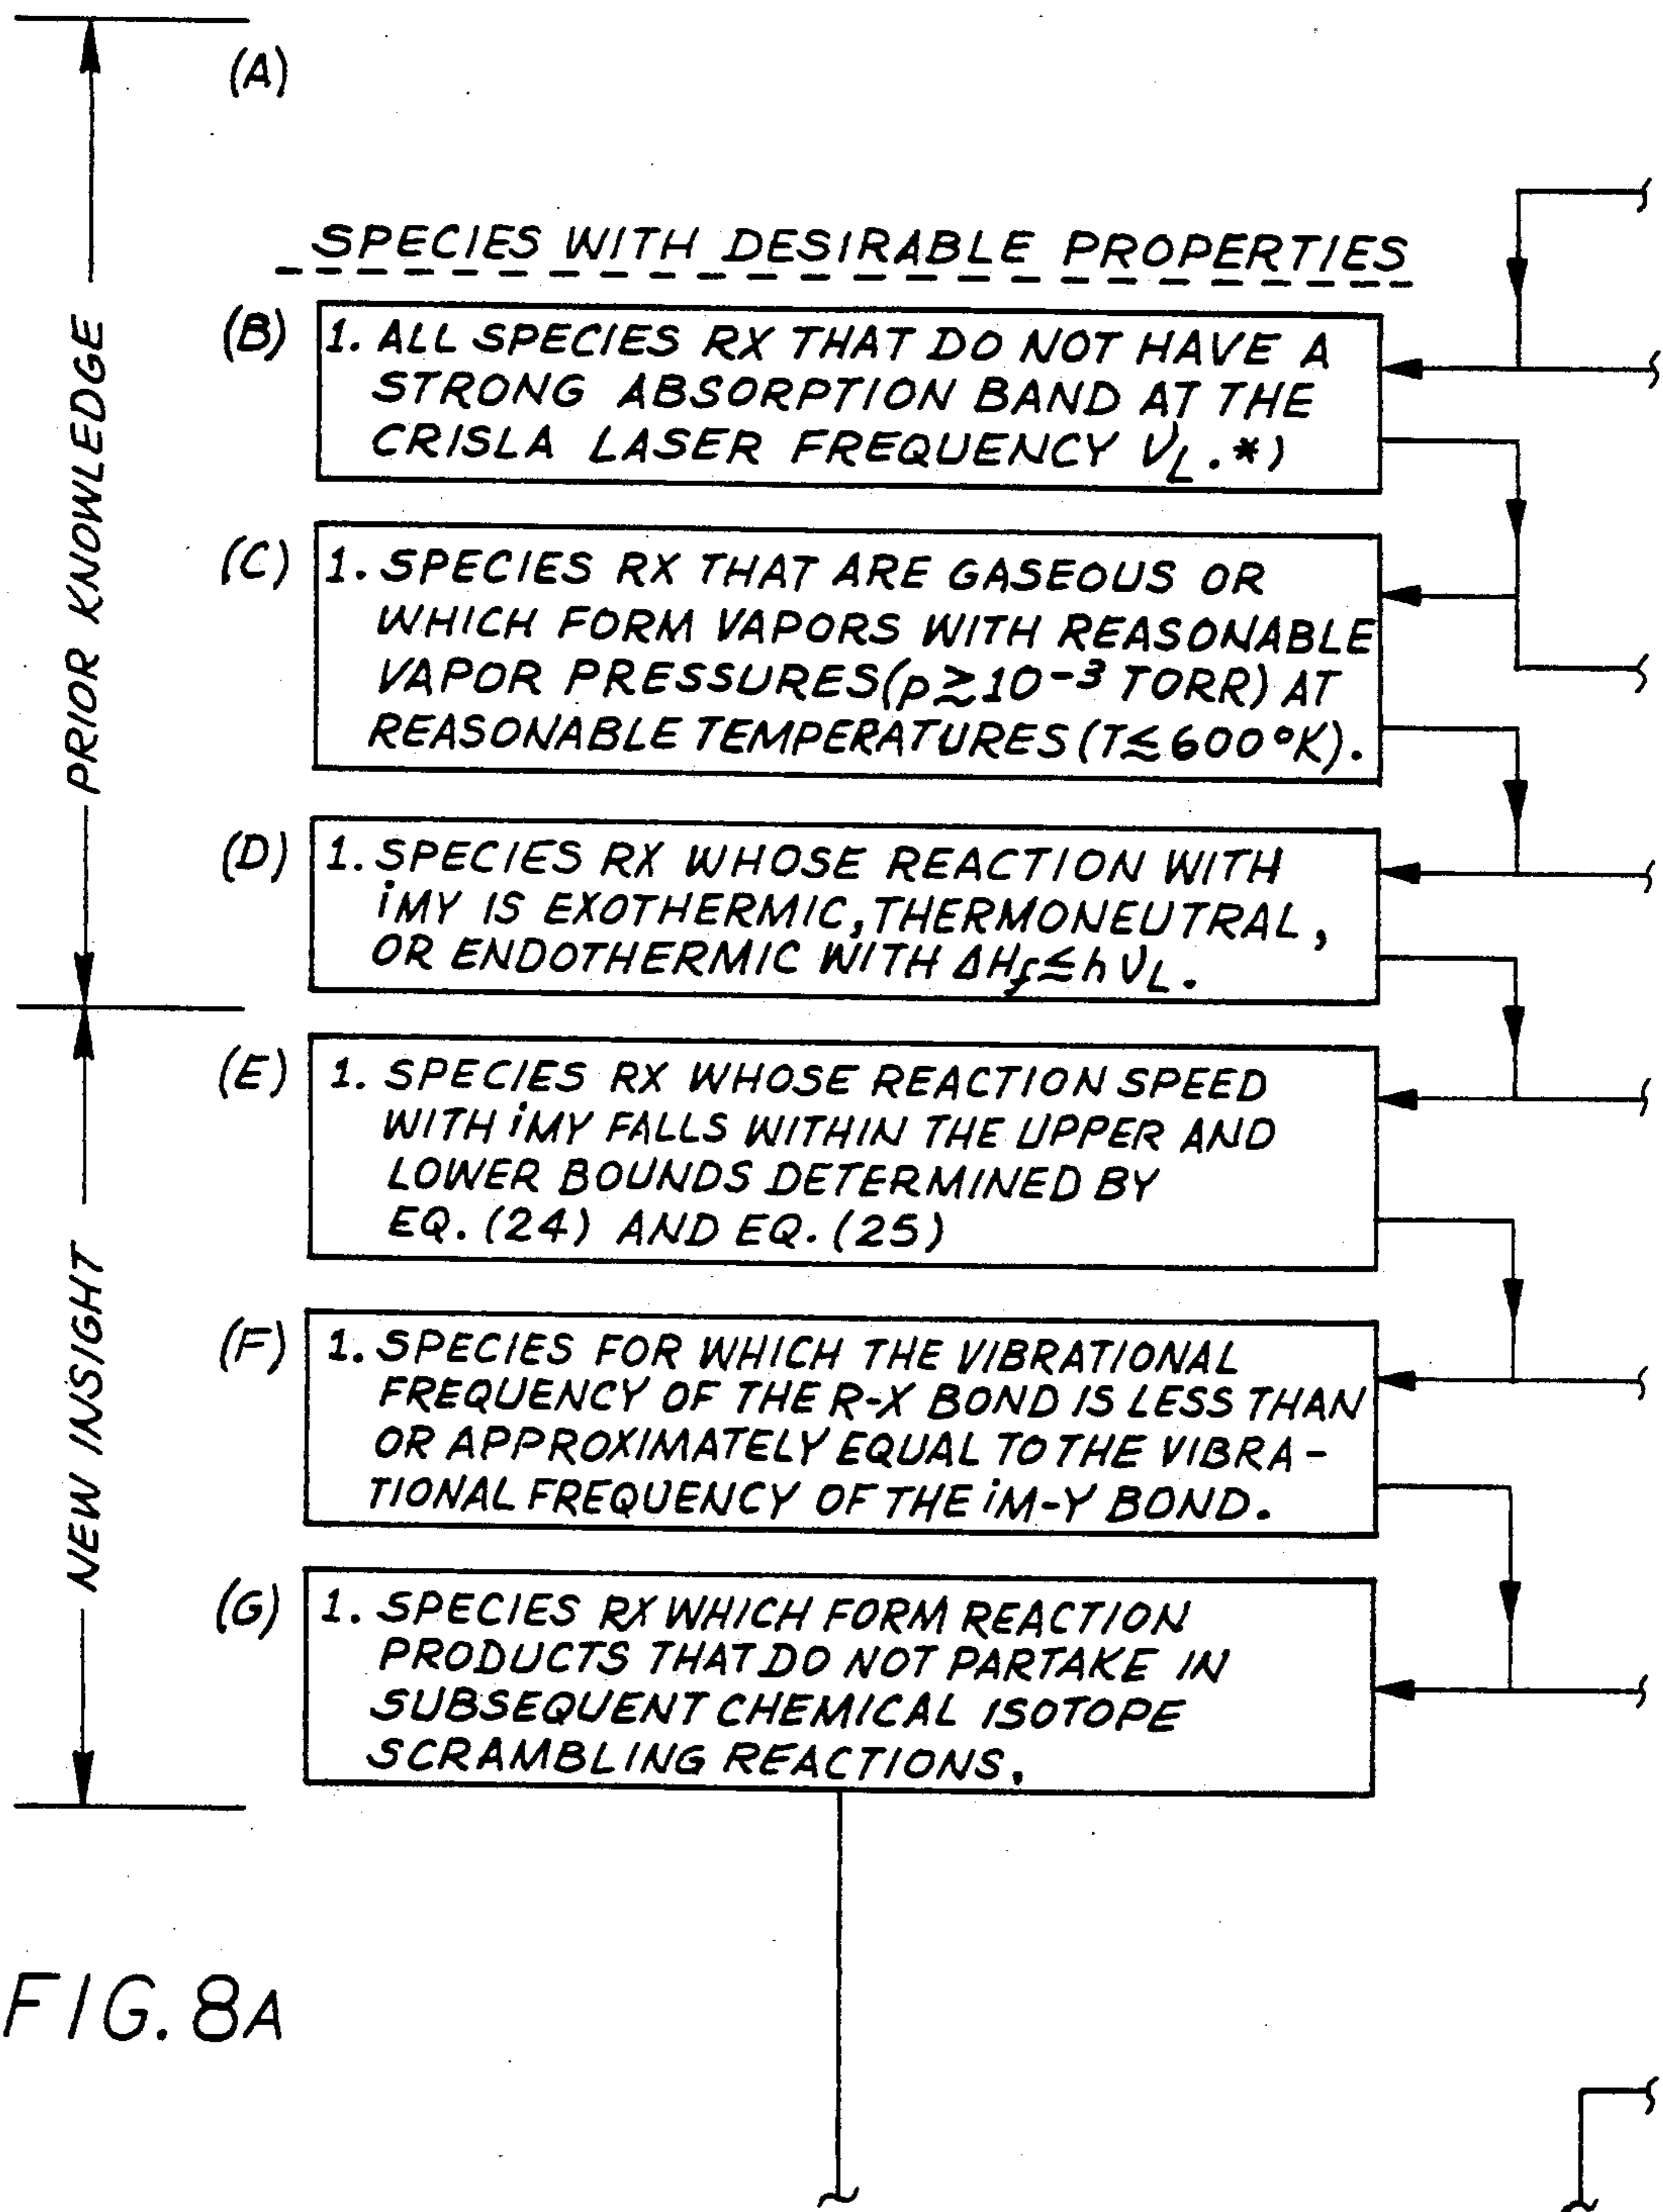 (A)
SPECIES WITH DESIRABLE PROPERTIES
PRIOR KNOWLEDGE
(B) 1. ALL SPECIES RX THAT DO NOT HAVE A
STRONG ABSORPTION BAND AT THE
CRISLA LASER FREQUENCY νL.*)
(C) 1. SPECIES RX THAT ARE GASEOUS OR
WHICH FORM VAPORS WITH REASONABLE
VAPOR PRESSURES (p≳10⁻³ TORR) AT
REASONABLE TEMPERATURES (T≲600°K).
(D) 1. SPECIES RX WHOSE REACTION WITH
iMY IS EXOTHERMIC, THERMONEUTRAL,
OR ENDOTHERMIC WITH ΔHf≲hνL.
NEW INSIGHT
(E) 1. SPECIES RX WHOSE REACTION SPEED
WITH iMY FALLS WITHIN THE UPPER AND
LOWER BOUNDS DETERMINED BY
EQ. (24) AND EQ. (25)
(F) 1. SPECIES FOR WHICH THE VIBRATIONAL
FREQUENCY OF THE R-X BOND IS LESS THAN
OR APPROXIMATELY EQUAL TO THE VIBRA-
TIONAL FREQUENCY OF THE iM-Y BOND.
(G) 1. SPECIES RX WHICH FORM REACTION
PRODUCTS THAT DO NOT PARTAKE IN
SUBSEQUENT CHEMICAL ISOTOPE
SCRAMBLING REACTIONS.
FIG. 8A